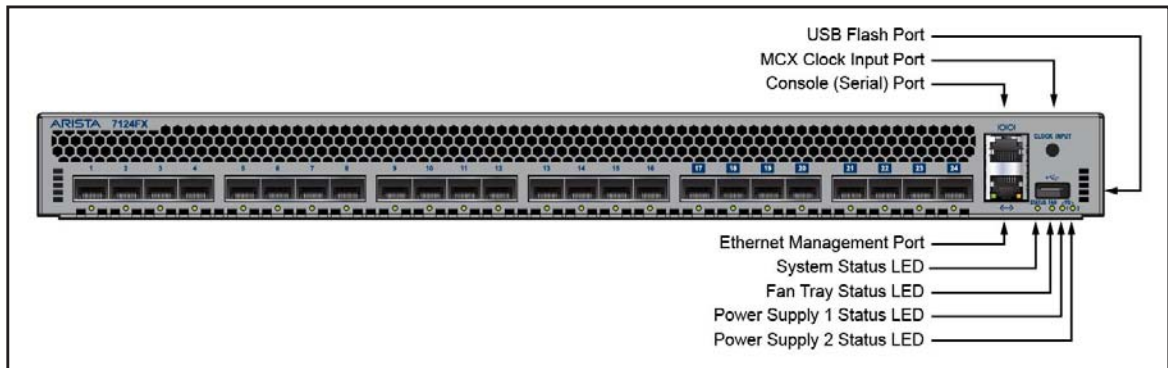 USB Flash Port
MCX Clock Input Port
Console (Serial) Port
ARISTA 7124FX
IOIOI
CLOCK INPUT
1 2 3 4 5 6 7 8 9 10 11 12 13 14 15 16 17 18 19 20 21 22 23 24
STATUS FAN
Ethernet Management Port
System Status LED
Fan Tray Status LED
Power Supply 1 Status LED
Power Supply 2 Status LED